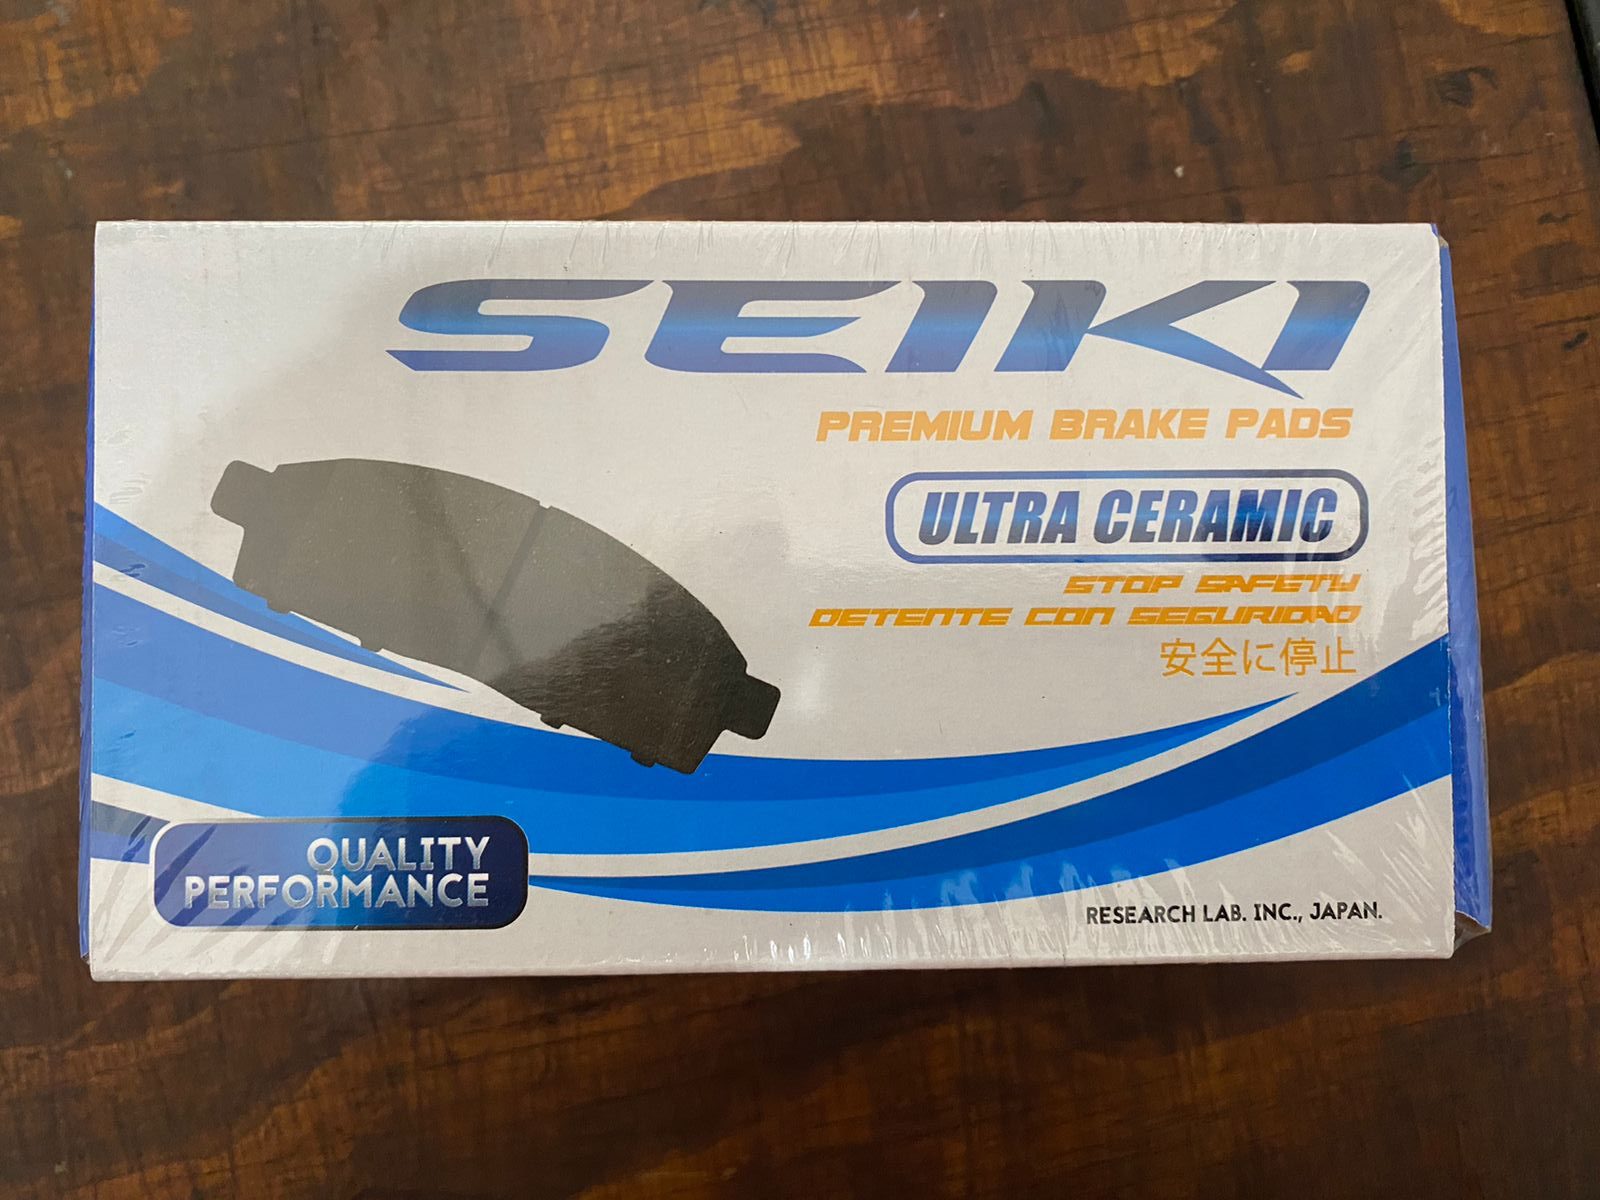 SEIKI
PREMIUM BRAKE PADS
ULTRA CERAMIC
STOP SAFETY
DETENTE CON SEGURIDAD
安全に停止
QUALITY
PERFORMANCE
RESEARCH LAB. INC., JAPAN.